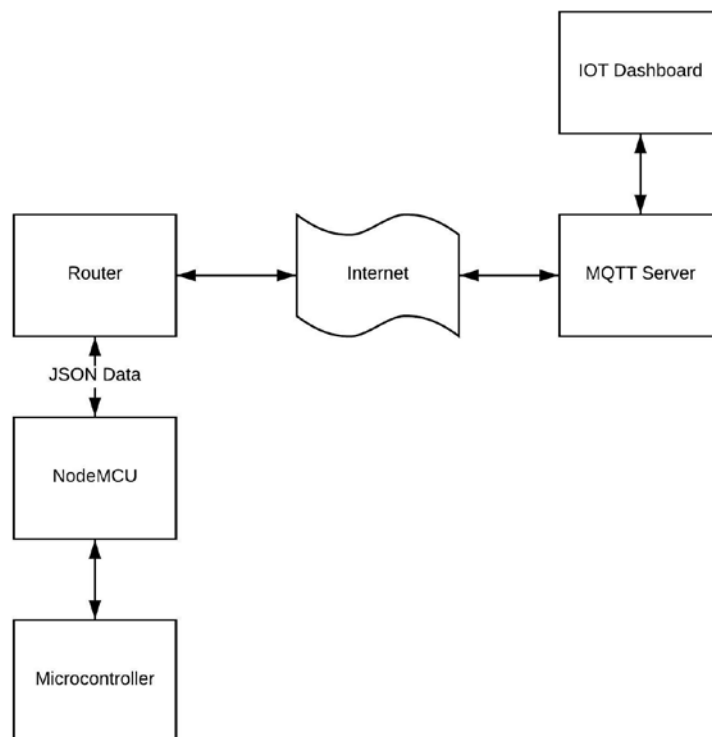 IOT Dashboard
Router
Internet
MQTT Server
JSON Data
NodeMCU
Microcontroller